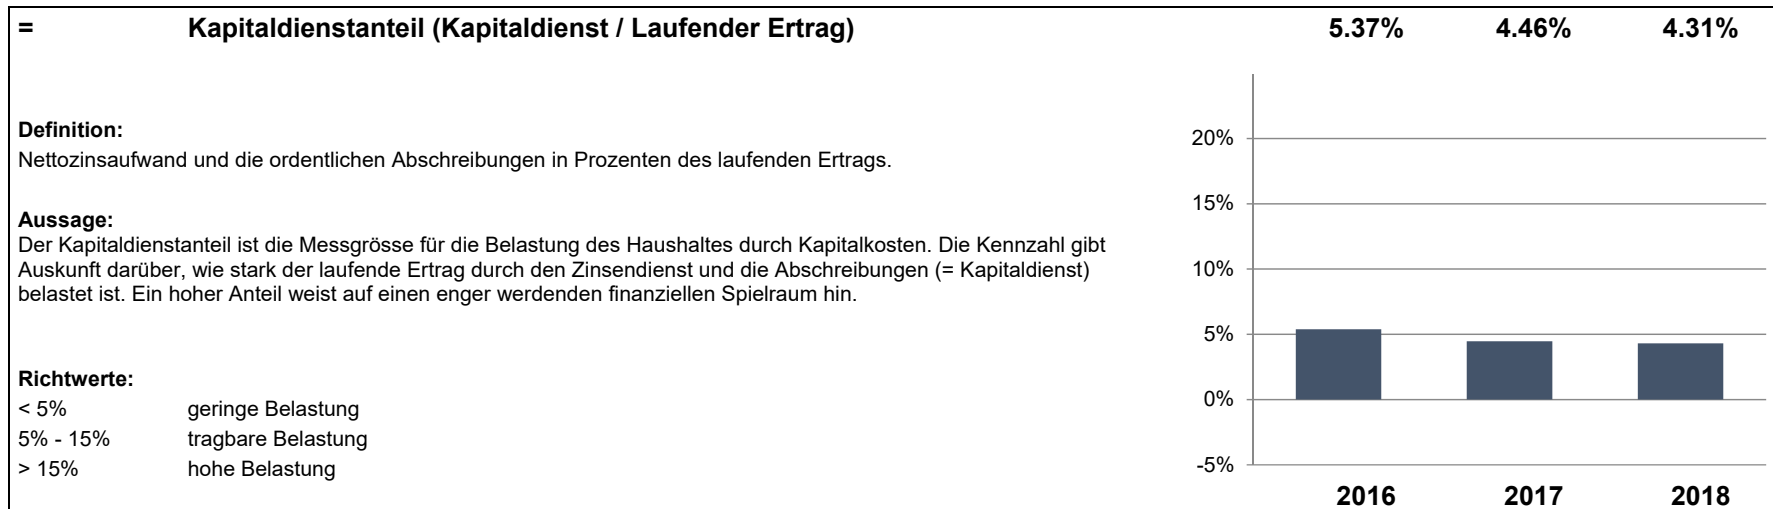 = Kapitaldienstanteil (Kapitaldienst / Laufender Ertrag) 5.37% 4.46% 4.31%
Definition:
Nettozinsaufwand und die ordentlichen Abschreibungen in Prozenten des laufenden Ertrags.
Aussage:
Der Kapitaldienstanteil ist die Messgrösse für die Belastung des Haushaltes durch Kapitalkosten. Die Kennzahl gibt
Auskunft darüber, wie stark der laufende Ertrag durch den Zinsendienst und die Abschreibungen (= Kapitaldienst)
belastet ist. Ein hoher Anteil weist auf einen enger werdenden finanziellen Spielraum hin.
Richtwerte:
< 5% geringe Belastung
5% - 15% tragbare Belastung
> 15% hohe Belastung
20%
15%
10%
5%
0%
-5%
2016 2017 2018